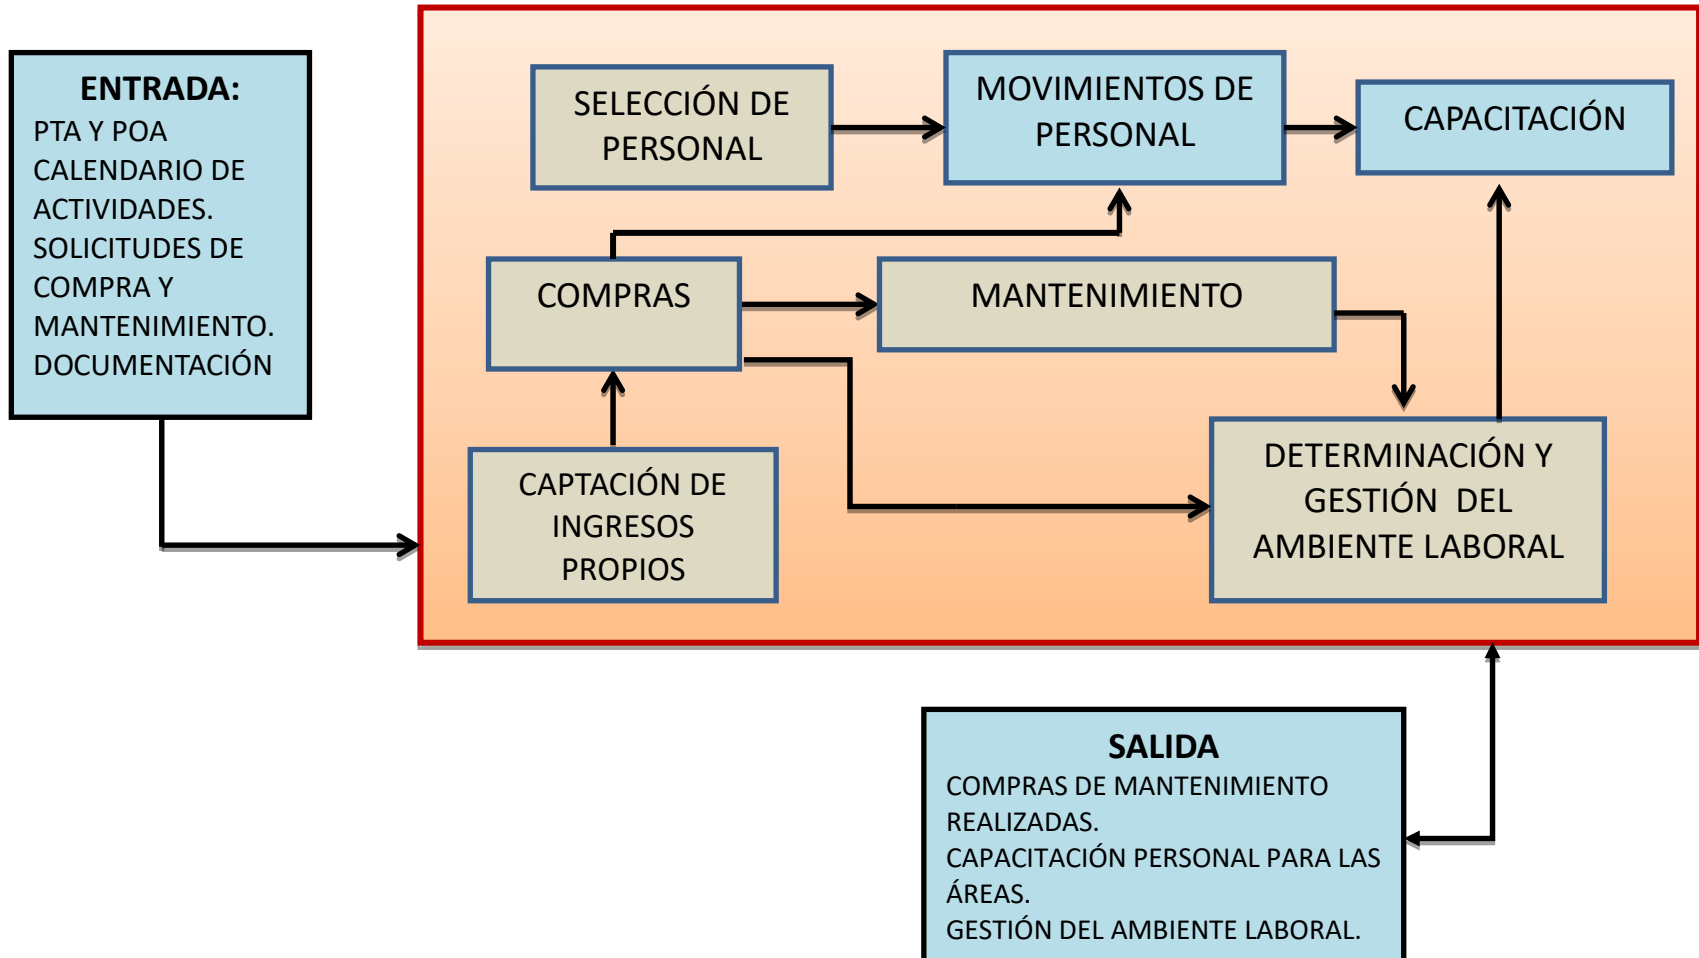 ENTRADA:
PTA Y POA
CALENDARIO DE
ACTIVIDADES.
SOLICITUDES DE
COMPRA Y
MANTENIMIENTO.
DOCUMENTACIÓN
SELECCIÓN DE
PERSONAL
MOVIMIENTOS DE
PERSONAL
CAPACITACIÓN
COMPRAS
MANTENIMIENTO
CAPTACIÓN DE
INGRESOS
PROPIOS
DETERMINACIÓN Y
GESTIÓN DEL
AMBIENTE LABORAL
SALIDA
COMPRAS DE MANTENIMIENTO
REALIZADAS.
CAPACITACIÓN PERSONAL PARA LAS
ÁREAS.
GESTIÓN DEL AMBIENTE LABORAL.